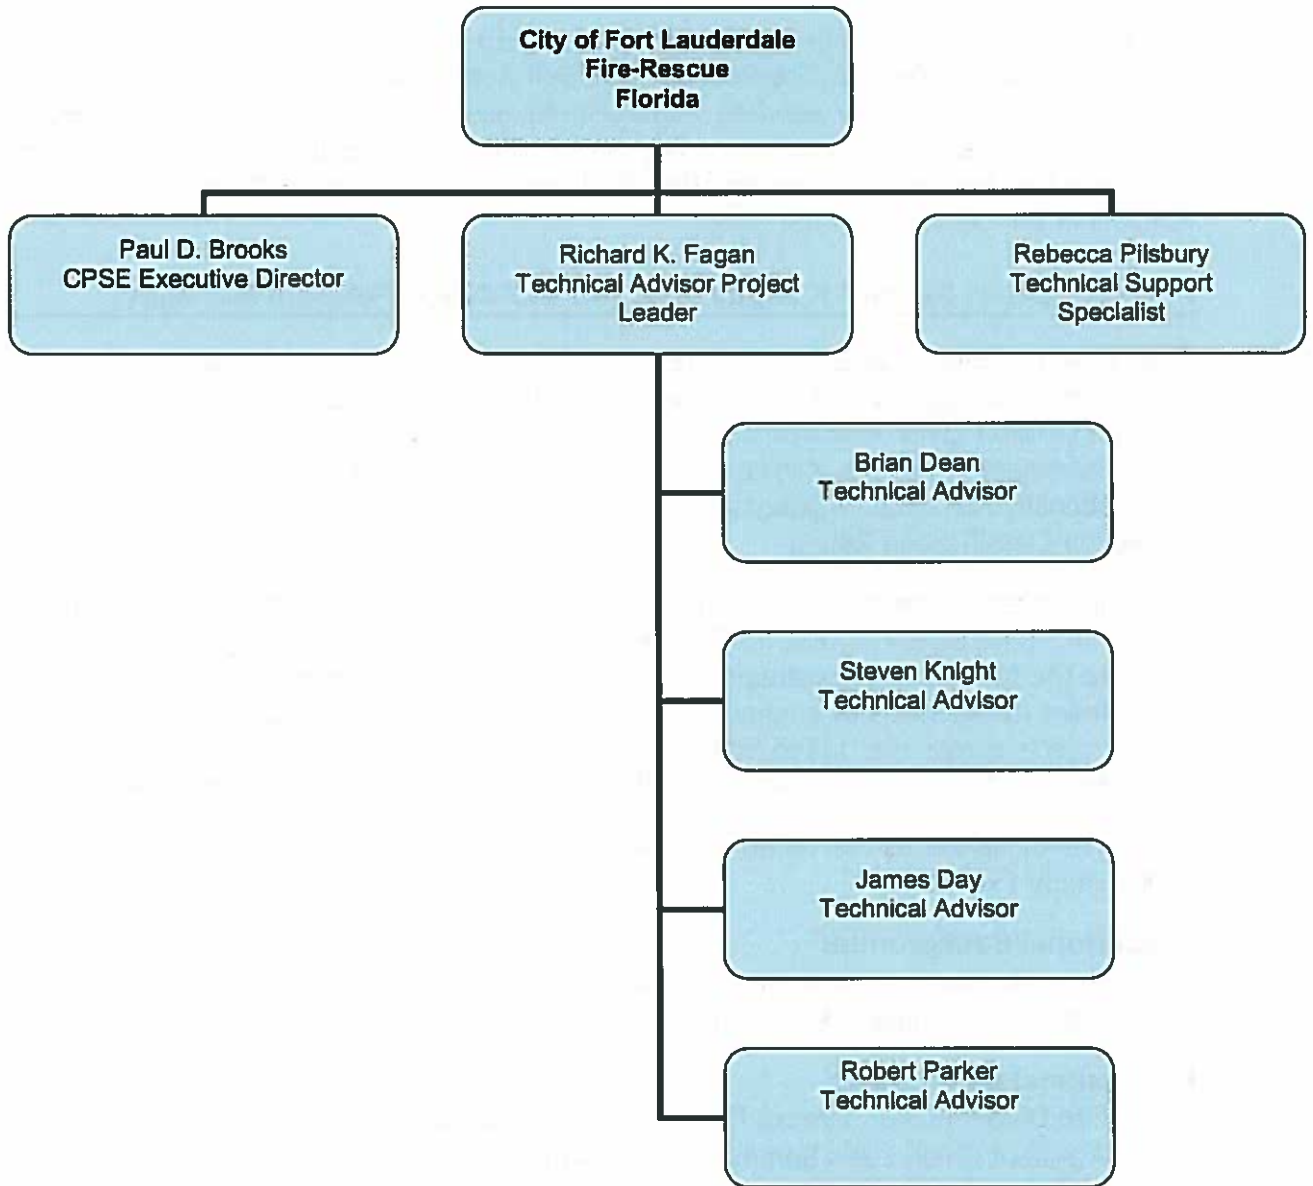 City of Fort Lauderdale
Fire-Rescue
Florida
Paul D. Brooks
CPSE Executive Director
Richard K. Fagan
Technical Advisor Project
Leader
Rebecca Pilsbury
Technical Support
Specialist
Brian Dean
Technical Advisor
Steven Knight
Technical Advisor
James Day
Technical Advisor
Robert Parker
Technical Advisor